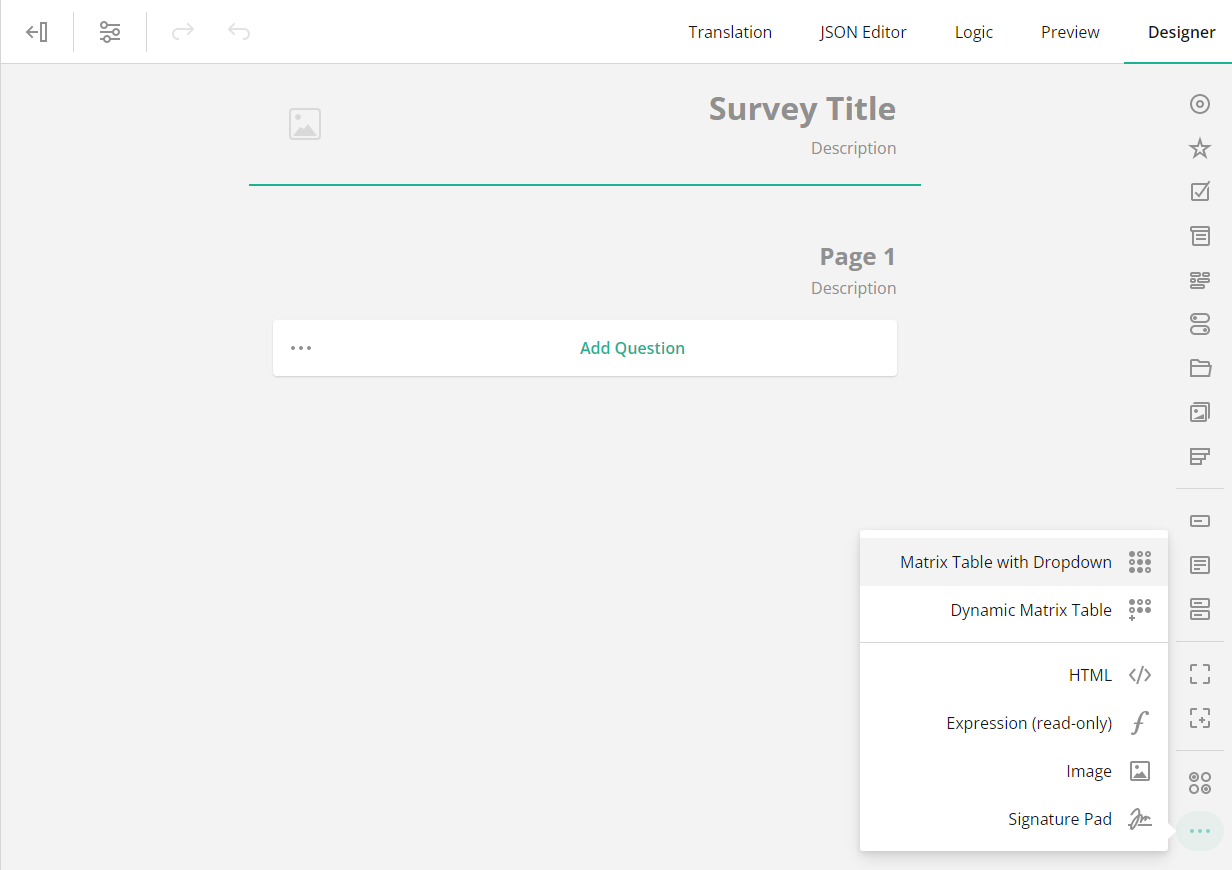 Translation
JSON Editor
Logic
Preview
Designer
Survey Title
Description
Page 1
Description
Add Question
Matrix Table with Dropdown
Dynamic Matrix Table
HTML
Expression (read-only)
Image
Signature Pad